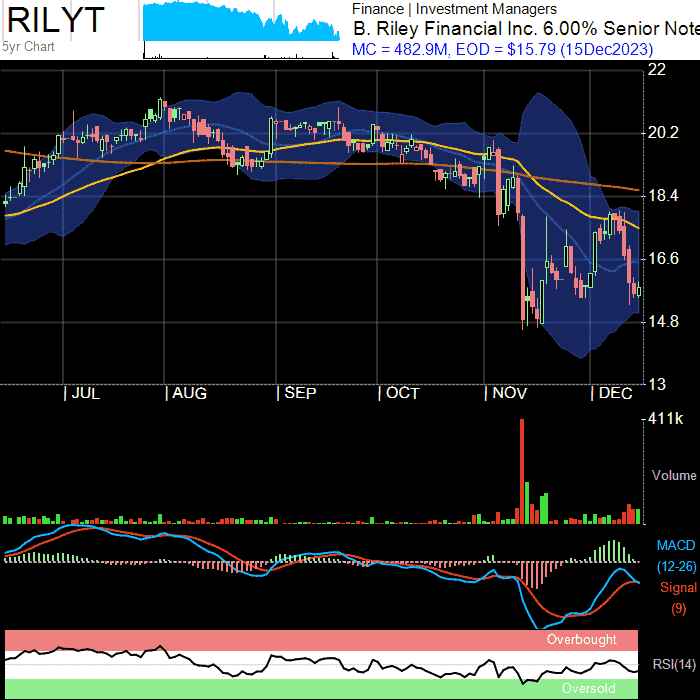 RILYT
5yr Chart
Finance | Investment Managers
B. Riley Financial Inc. 6.00% Senior Note
MC = 482.9M, EOD = $15.79 (15Dec2023)
22
20.2
18.4
16.6
14.8
13
| JUL | AUG | SEP | OCT | NOV | DEC
411k
Volume
MACD
(12-26)
Signal
(9)
Overbought
RSI(14)
Oversold